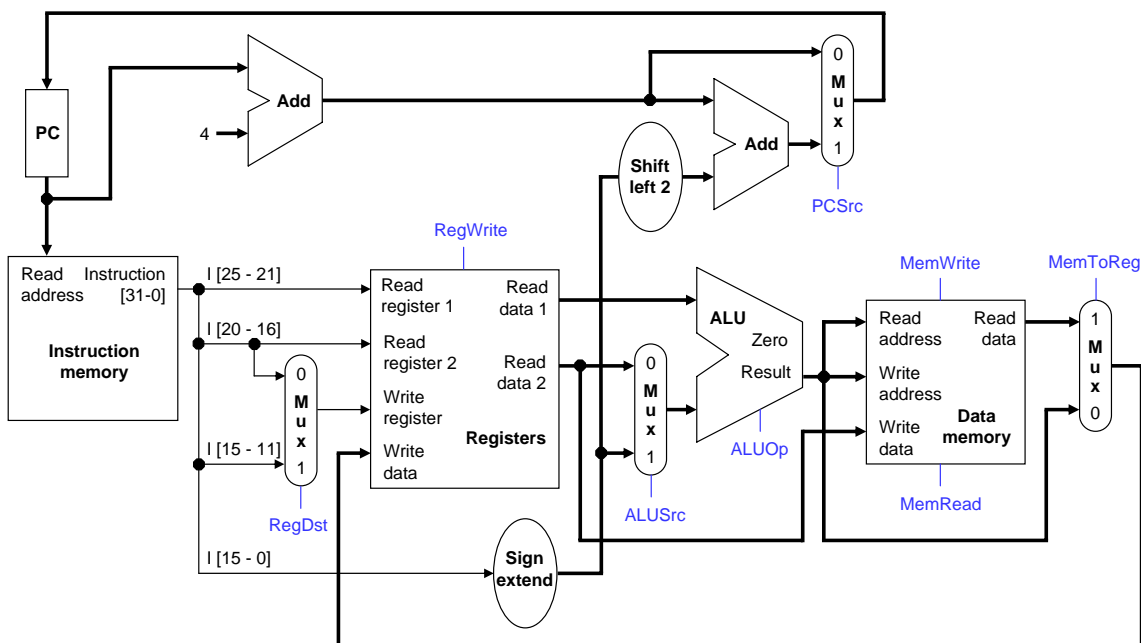 PC
4
Add
Shift
left 2
Add
0
M
u
x
1
PCSrc
Read
address
Instruction
[31-0]
Instruction
memory
I [25 - 21]
I [20 - 16]
I [15 - 11]
I [15 - 0]
0
M
u
x
1
RegDst
RegWrite
Read
register 1
Read
data 1
Read
register 2
Read
data 2
Write
register
Write
data
Registers
Sign
extend
0
M
u
x
1
ALUSrc
ALU
Zero
Result
ALUOp
MemWrite
Read
address
Read
data
Write
address
Write
data
Data
memory
MemRead
MemToReg
1
M
u
x
0